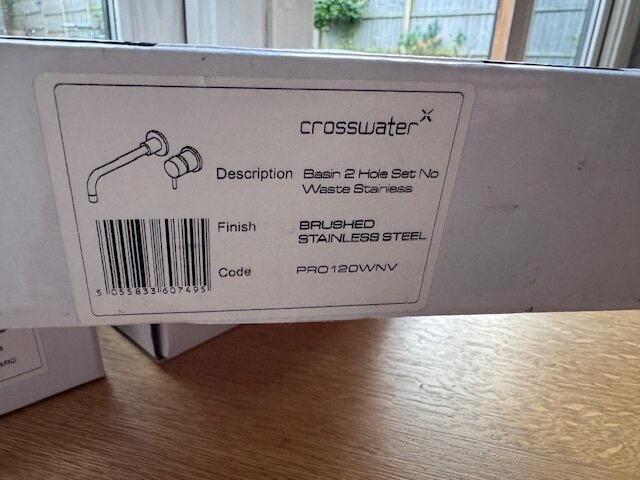 crosswater
Description Basin 2 Hole Set No
Waste Stainless
Finish BRUSHED
STAINLESS STEEL
Code PRO120WNV
5 055833 607495